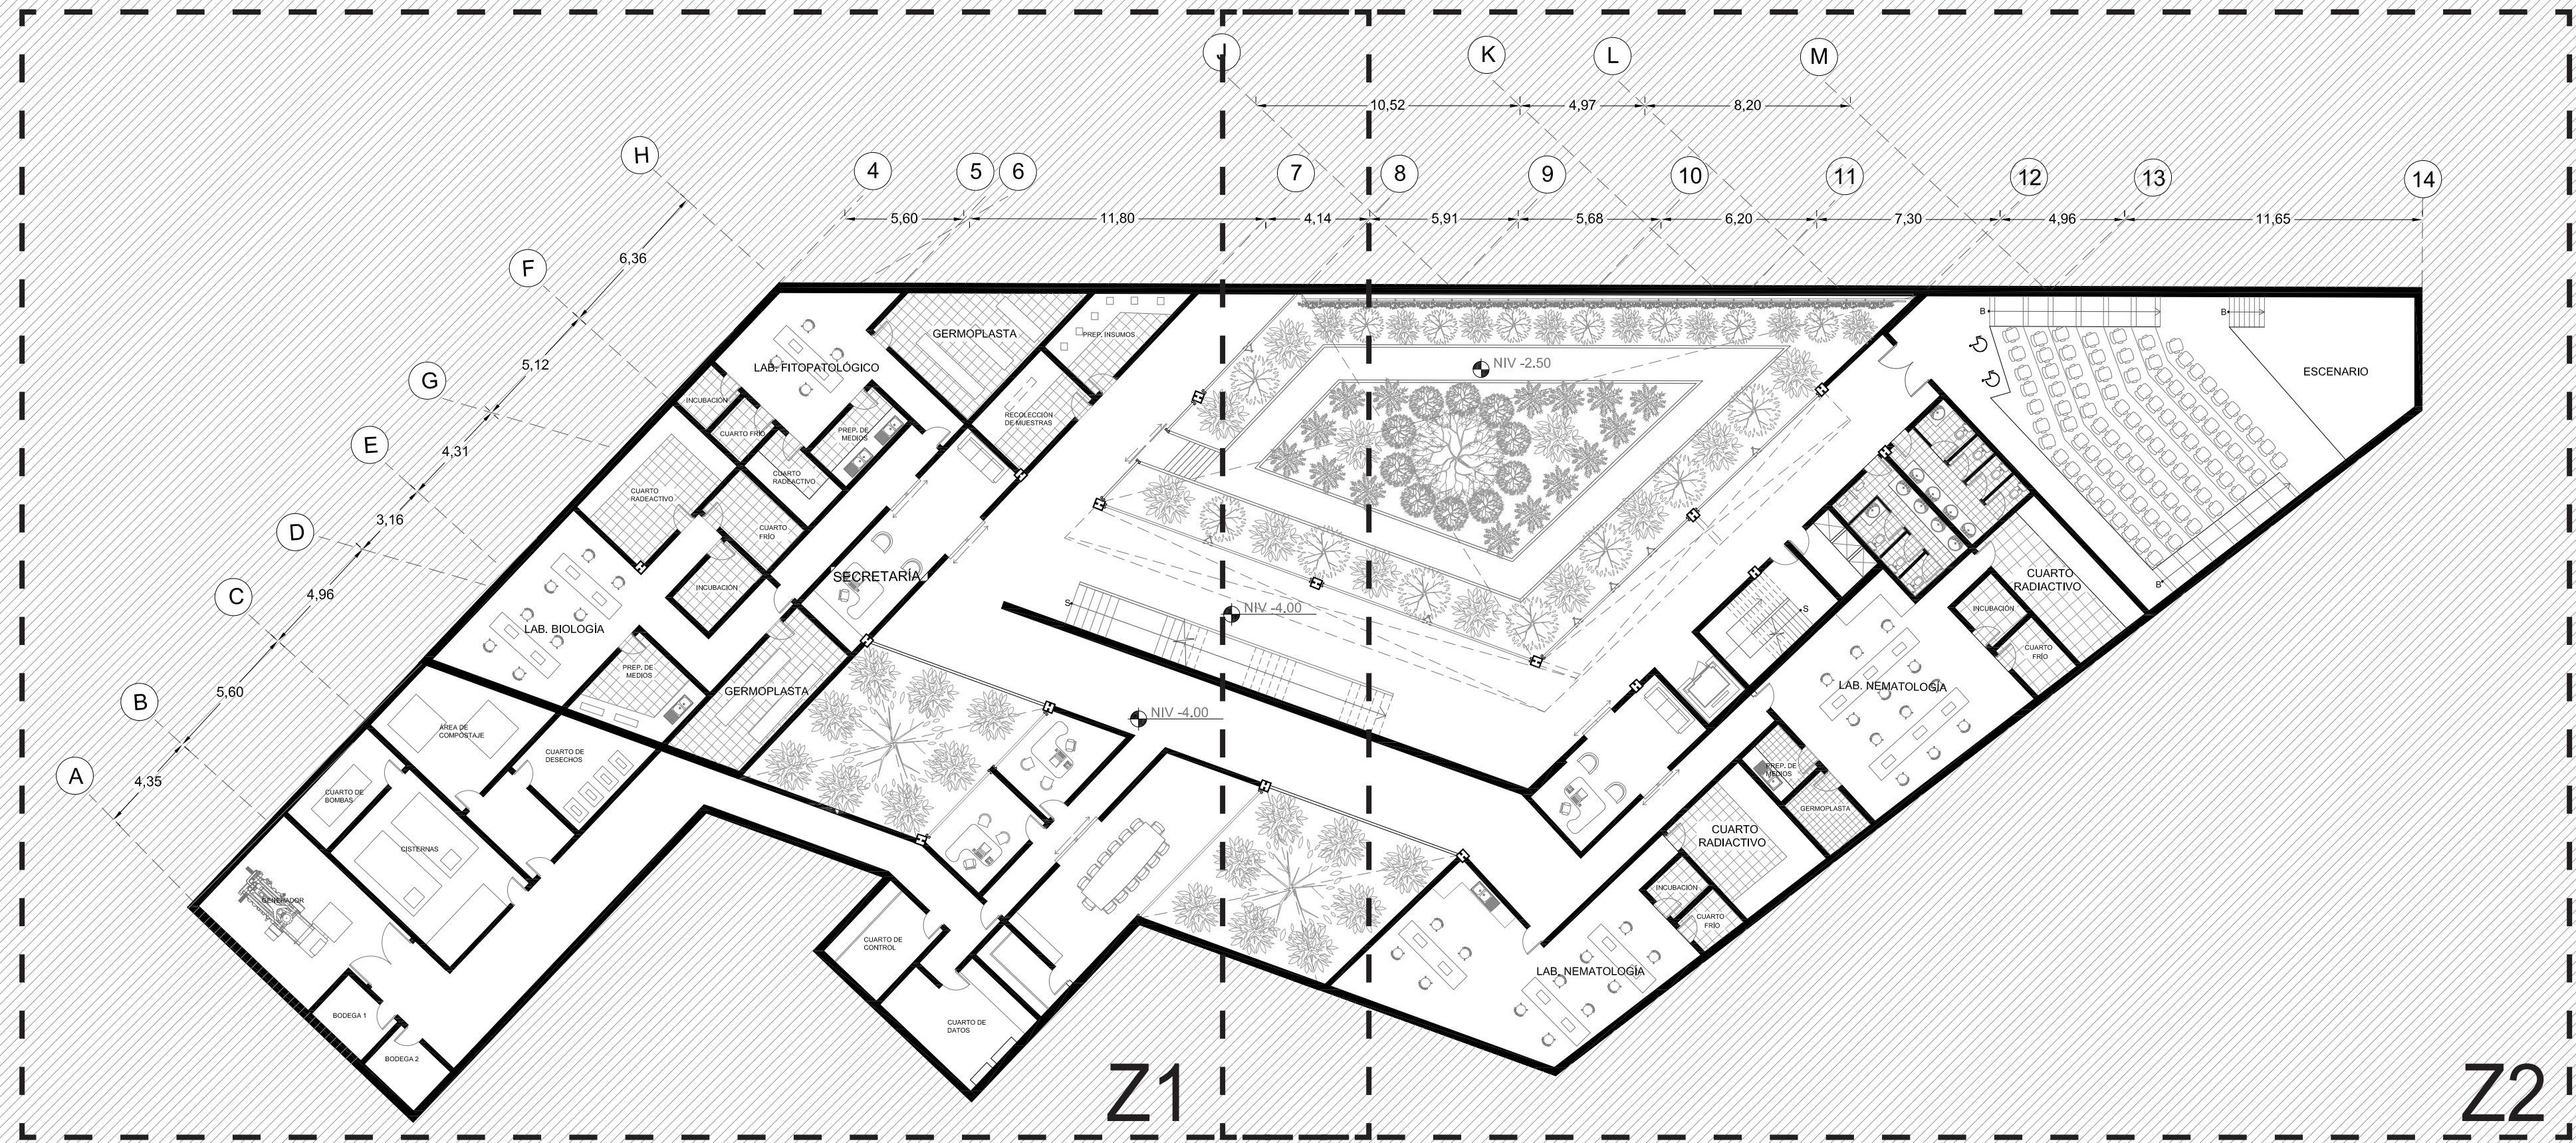 J
K
L
M
10,52
4,97
8,20
H
4
5
6
7
8
9
10
11
12
13
14
5,60
11,80
4,14
5,91
5,68
6,20
7,30
4,96
11,65
6,36
F
5,12
G
4,31
E
3,16
D
4,96
C
5,60
B
4,35
A
GERMOPLASTA
PREP. INSUMOS
LAB. FITOPATOLÓGICO
NIV -2.50
B
B
ESCENARIO
INCUBACIÓN
CUARTO FRÍO
PREP. DE
MEDIOS
RECOLECCIÓN
DE MUESTRAS
CUARTO
RADEACTIVO
CUARTO
RADEACTIVO
CUARTO
FRÍO
SECRETARÍA
INCUBACIÓN
LAB. BIOLOGÍA
PREP. DE
MEDIOS
GERMOPLASTA
S
NIV -4,00
NIV -4.00
S
B
CUARTO
RADIACTIVO
INCUBACIÓN
CUARTO
FRÍO
LAB. NEMATOLOGÍA
ÁREA DE
COMPOSTAJE
CUARTO DE
DESECHOS
CUARTO DE
BOMBAS
CISTERNAS
GENERADOR
BODEGA 1
BODEGA 2
CUARTO DE
CONTROL
CUARTO DE
DATOS
PREP. DE
MEDIOS
GERMOPLASTA
CUARTO
RADIACTIVO
INCUBACIÓN
CUARTO
FRÍO
LAB. NEMATOLOGÍA
Z1
Z2